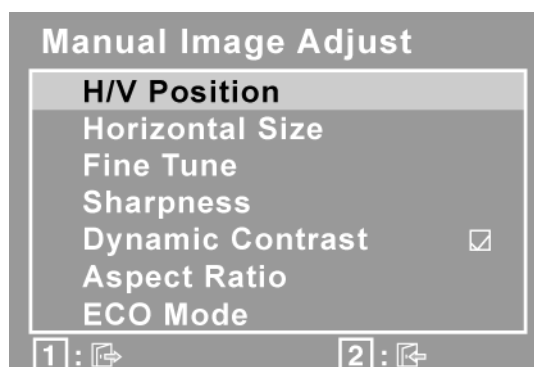 Manual Image Adjust
H/V Position
Horizontal Size
Fine Tune
Sharpness
Dynamic Contrast
Aspect Ratio
ECO Mode
1 : 2 :